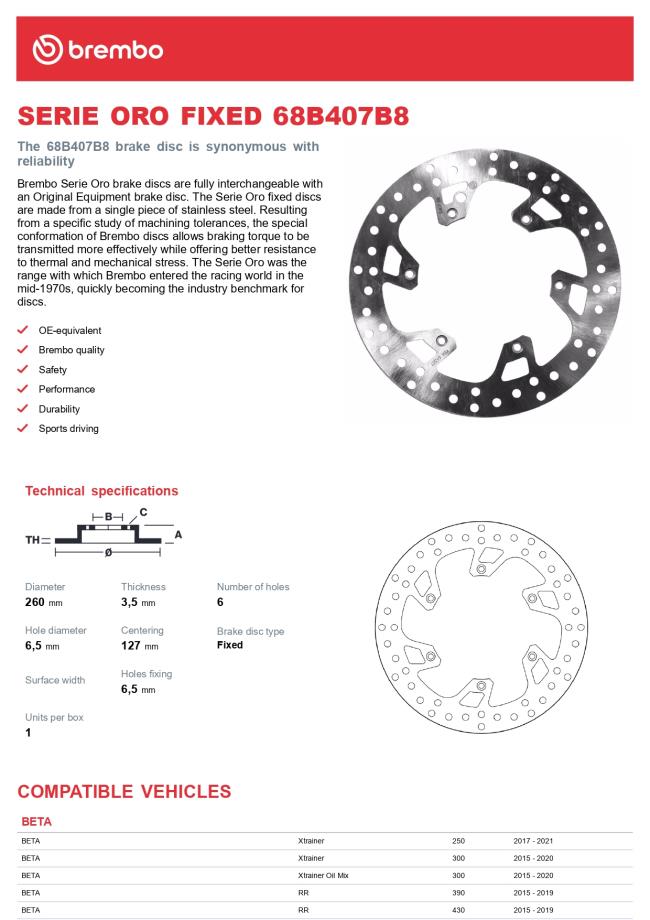 brembo
SERIE ORO FIXED 68B407B8
The 68B407B8 brake disc is synonymous with
reliability
Brembo Serie Oro brake discs are fully interchangeable with
an Original Equipment brake disc. The Serie Oro fixed discs
are made from a single piece of stainless steel. Resulting
from a specific study of machining tolerances, the special
conformation of Brembo discs allows braking torque to be
transmitted more effectively while offering better resistance
to thermal and mechanical stress. The Serie Oro was the
range with which Brembo entered the racing world in the
mid-1970s, quickly becoming the industry benchmark for
discs.
OE-equivalent
Brembo quality
Safety
Performance
Durability
Sports driving
Technical specifications
B
C
A
TH
Ø
Diameter Thickness Number of holes
260 mm 3,5 mm 6
Hole diameter Centering Brake disc type
6,5 mm 127 mm Fixed
Surface width Holes fixing
6,5 mm
Units per box
1
COMPATIBLE VEHICLES
BETA
BETA Xtrainer 250 2017 - 2021
BETA Xtrainer 300 2015 - 2020
BETA Xtrainer Oil Mix 300 2015 - 2020
BETA RR 390 2015 - 2019
BETA RR 430 2015 - 2019